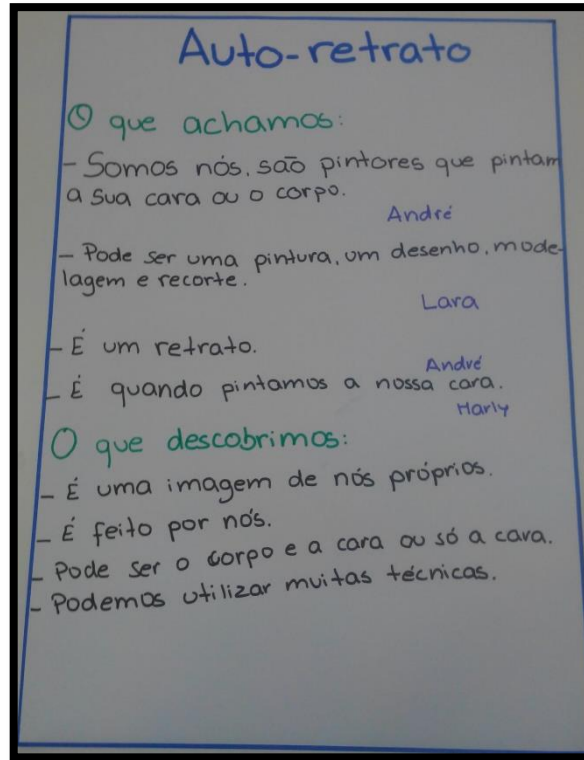 Auto-retrato
O que achamos:
- Somos nós. são pintores que pintam
a sua cara ou o corpo.
André
- Pode ser uma pintura, um desenho, mode-
lagem e recorte.
Lara
- É um retrato.
André
- É quando pintamos a nossa cara.
Harly
O que descobrimos:
- É uma imagem de nós próprios.
- É feito por nós.
- Pode ser o corpo e a cara ou só a cara.
- Podemos utilizar muitas técnicas.